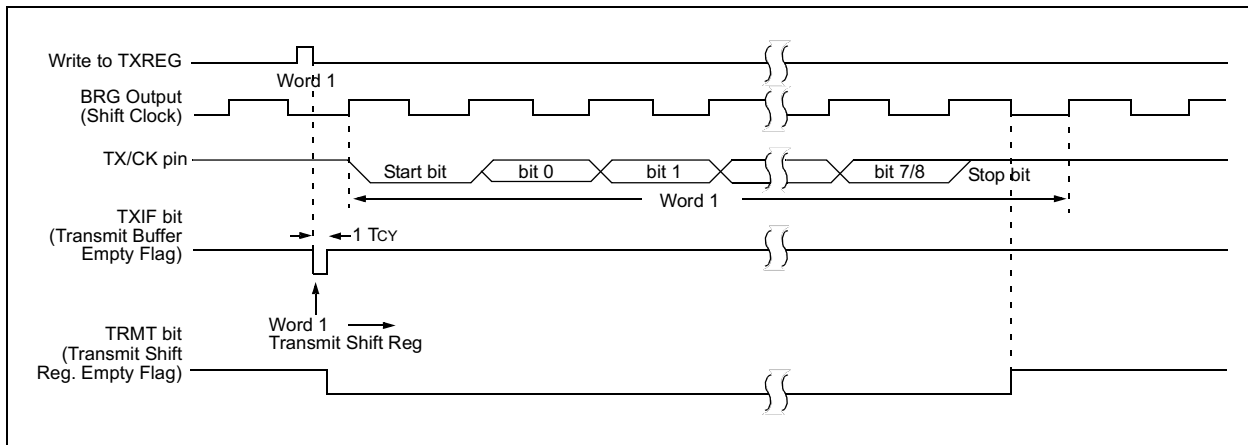 Write to TXREG
Word 1
BRG Output
(Shift Clock)
TX/CK pin
Start bit
bit 0
bit 1
bit 7/8
Stop bit
Word 1
TXIF bit
(Transmit Buffer
Empty Flag)
1 TCY
Word 1
Transmit Shift Reg
TRMT bit
(Transmit Shift
Reg. Empty Flag)